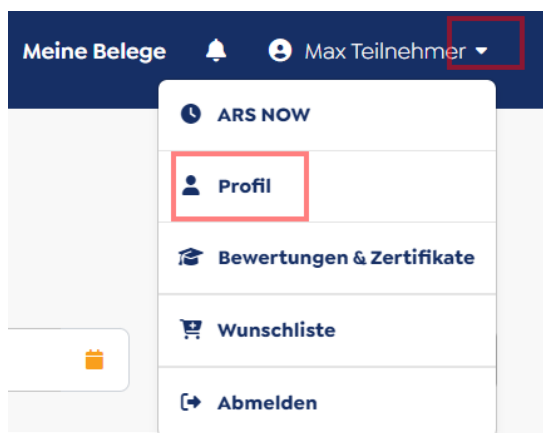 Meine Belege Max Teilnehmer
ARS NOW
Profil
Bewertungen & Zertifikate
Wunschliste
Abmelden